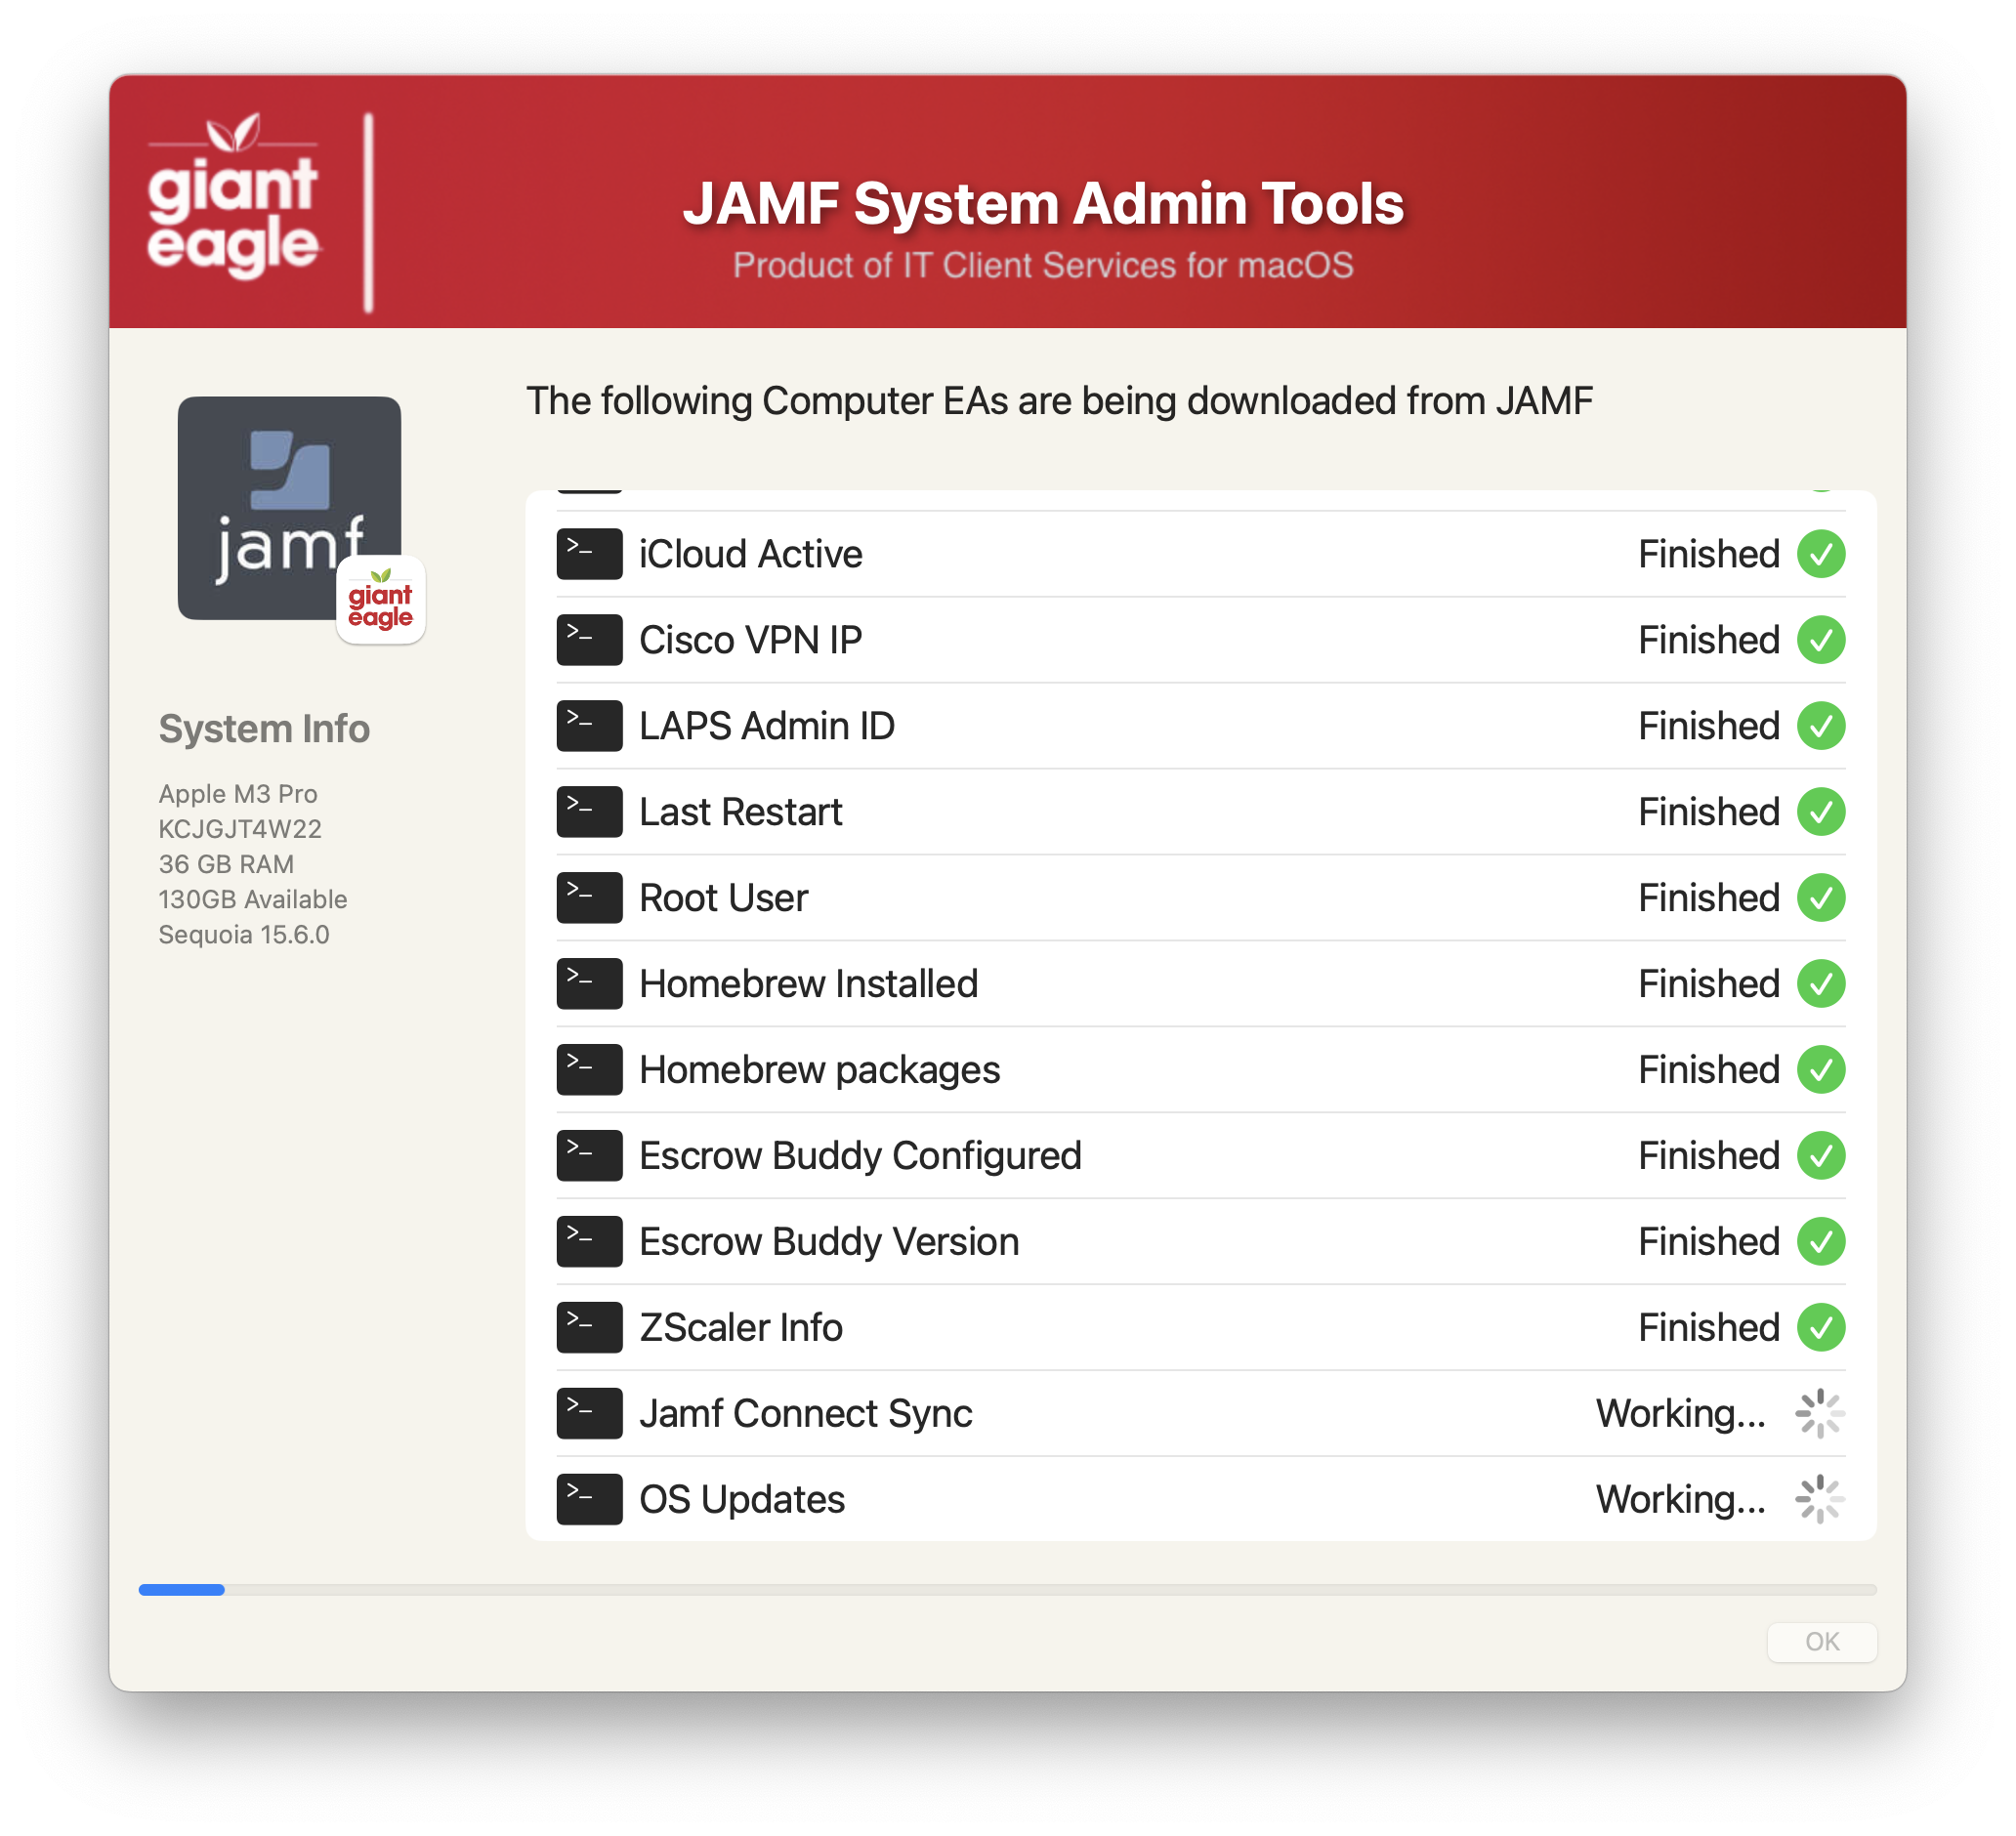 giant
eagle
JAMF System Admin Tools
Product of IT Client Services for macOS
The following Computer EAs are being downloaded from JAMF
jamf
giant
eagle
System Info
Apple M3 Pro
KCJGJT4W22
36 GB RAM
130GB Available
Sequoia 15.6.0
>_ iCloud Active Finished
>_ Cisco VPN IP Finished
>_ LAPS Admin ID Finished
>_ Last Restart Finished
>_ Root User Finished
>_ Homebrew Installed Finished
>_ Homebrew packages Finished
>_ Escrow Buddy Configured Finished
>_ Escrow Buddy Version Finished
>_ ZScaler Info Finished
>_ Jamf Connect Sync Working...
>_ OS Updates Working...
OK